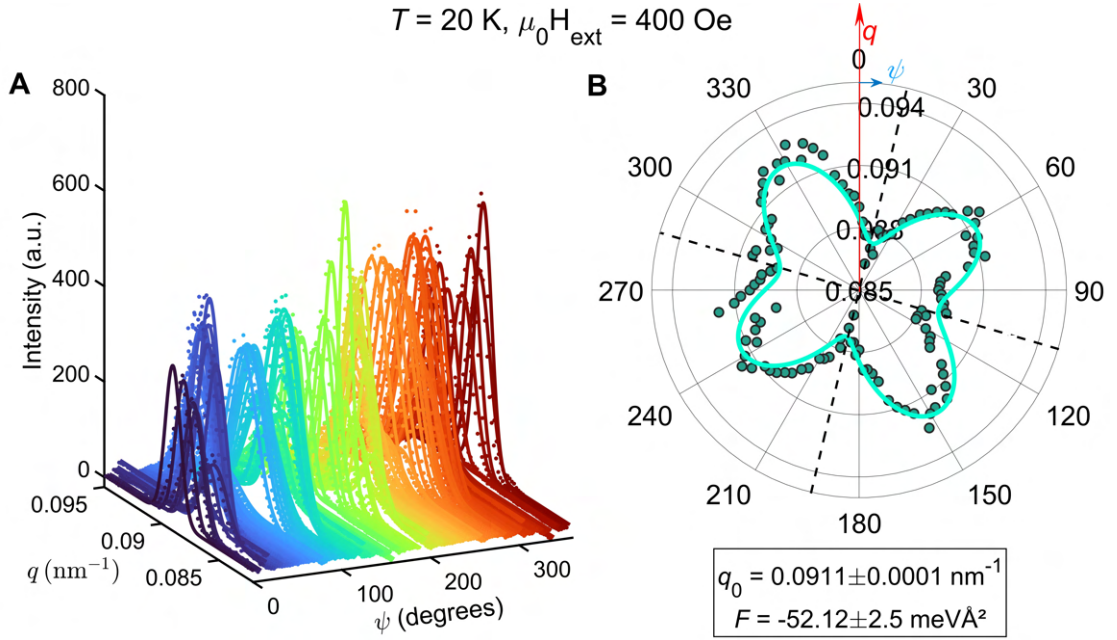 T = 20 K, μ₀Hₑₓₜ = 400 Oe
A
800
600
400
200
0
Intensity (a.u.)
0.095
0.09
0.085
q (nm⁻¹)
0
100
200
300
ψ (degrees)
B
q
ψ
0
30
60
90
120
150
180
210
240
270
300
330
0.094
0.091
0.088
0.085
q₀ = 0.0911±0.0001 nm⁻¹
F = -52.12±2.5 meVÅ²